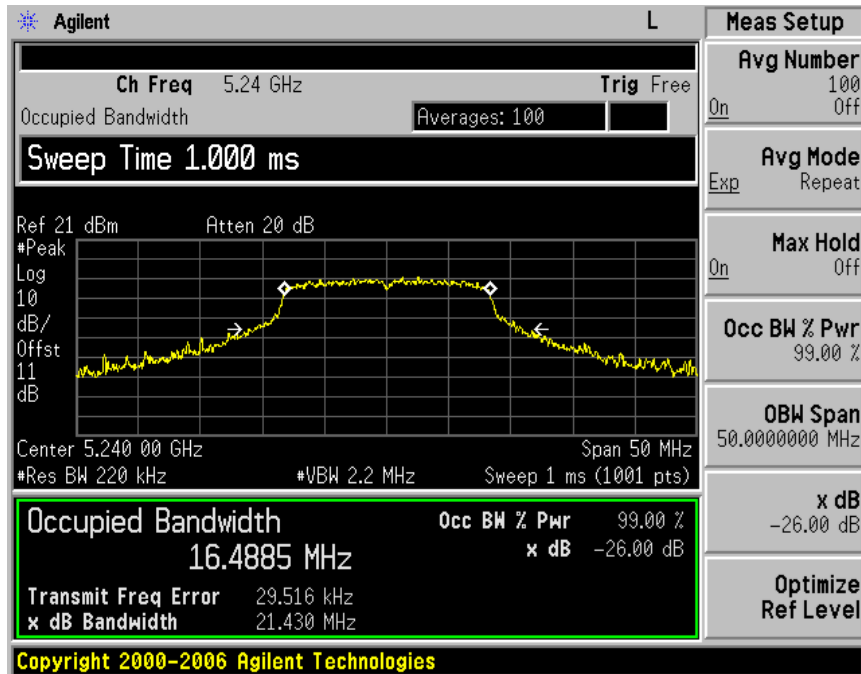 Agilent L Meas Setup
Ch Freq 5.24 GHz Trig Free
Occupied Bandwidth Averages: 100
Sweep Time 1.000 ms
Ref 21 dBm Atten 20 dB
#Peak
Log
10
dB/
Offst
11
dB
Center 5.240 00 GHz Span 50 MHz
#Res BW 220 kHz #VBW 2.2 MHz Sweep 1 ms (1001 pts)
Occupied Bandwidth Occ BW % Pwr 99.00 %
16.4885 MHz x dB -26.00 dB
Transmit Freq Error 29.516 kHz
x dB Bandwidth 21.430 MHz
Copyright 2000-2006 Agilent Technologies
Avg Number
100
On Off
Avg Mode
Exp Repeat
Max Hold
On Off
Occ BW % Pwr
99.00 %
OBW Span
50.0000000 MHz
x dB
-26.00 dB
Optimize
Ref Level